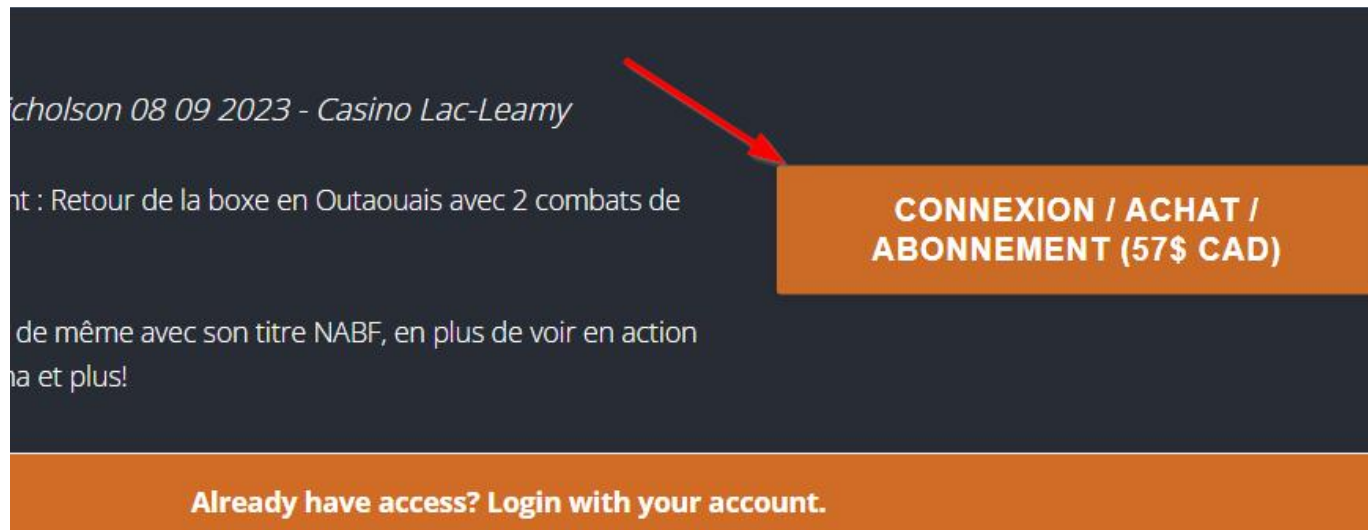 icholson 08 09 2023 - Casino Lac-Leamy
nt : Retour de la boxe en Outaouais avec 2 combats de
de même avec son titre NABF, en plus de voir en action
na et plus!
CONNEXION / ACHAT /
ABONNEMENT (57$ CAD)
Already have access? Login with your account.